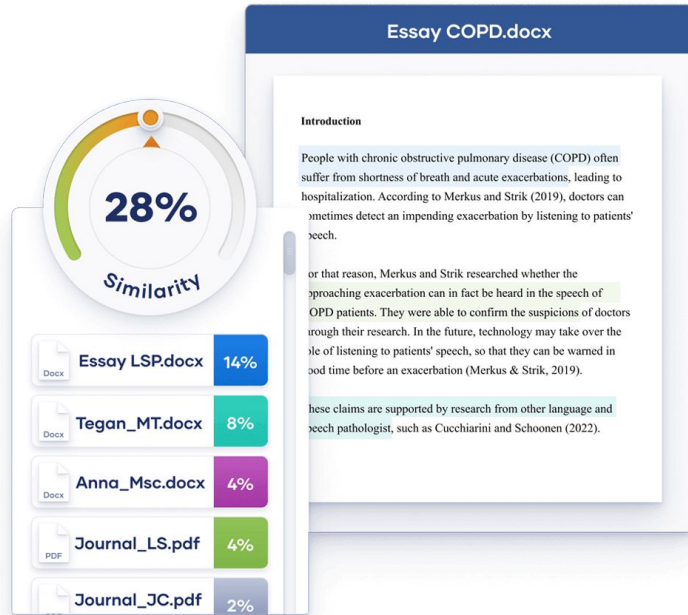 Essay COPD.docx
Introduction
People with chronic obstructive pulmonary disease (COPD) often
suffer from shortness of breath and acute exacerbations, leading to
hospitalization. According to Merkus and Strik (2019), doctors can
ometimes detect an impending exacerbation by listening to patients'
peech.
or that reason, Merkus and Strik researched whether the
pproaching exacerbation can in fact be heard in the speech of
OPD patients. They were able to confirm the suspicions of doctors
rough their research. In the future, technology may take over the
le of listening to patients' speech, so that they can be warned in
ood time before an exacerbation (Merkus & Strik, 2019).
hese claims are supported by research from other language and
peech pathologist, such as Cucchiarini and Schoonen (2022).
28%
Similarity
Docx Essay LSP.docx 14%
Docx Tegan_MT.docx 8%
Docx Anna_Msc.docx 4%
PDF Journal_LS.pdf 4%
Journal_JC.pdf 2%